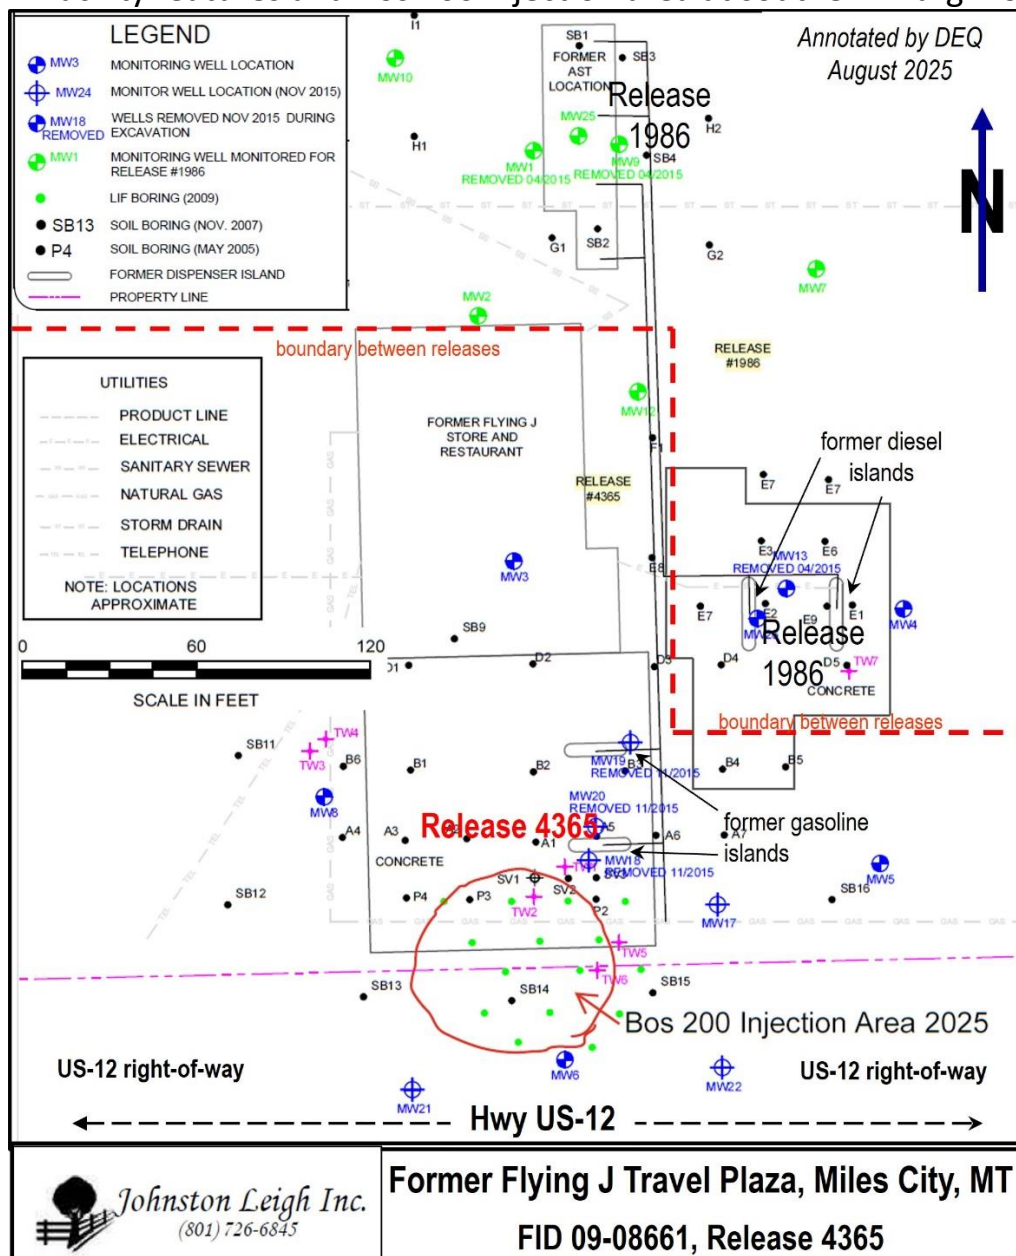 LEGEND
MW3 MONITORING WELL LOCATION
MW24 MONITOR WELL LOCATION (NOV 2015)
MW18 REMOVED WELLS REMOVED NOV 2015 DURING
EXCAVATION
MW1 MONITORING WELL MONITORED FOR
RELEASE #1986
LIF BORING (2009)
SB13 SOIL BORING (NOV. 2007)
P4 SOIL BORING (MAY 2005)
FORMER DISPENSER ISLAND
PROPERTY LINE
Annotated by DEQ
August 2025
N
I1
MW10
H1
SB1
FORMER
AST
LOCATION
SB3
Release
1986
H2
MW25
MW1
REMOVED 04/2015
MW9
REMOVED 04/2015
SB4
G1
SB2
G2
MW7
MW2
boundary between releases
RELEASE
#1986
UTILITIES
PRODUCT LINE
ELECTRICAL
SANITARY SEWER
NATURAL GAS
STORM DRAIN
TELEPHONE
NOTE: LOCATIONS
APPROXIMATE
0 60 120
SCALE IN FEET
MW12
F1
FORMER FLYING J
STORE AND
RESTAURANT
RELEASE
#4365
former diesel
islands
E7
E7
E3
MW13
REMOVED 04/2015
E6
E8
MW3
E7
E2
E9
E1
MW4
Release
1986
SB9
D1
D2
D3
D4
D5
TW7
CONCRETE
boundary between releases
TW4
TW3
SB11
B6
B1
B2
MW19
REMOVED 11/2015
B3
B4
B5
MW8
MW20
REMOVED 11/2015
former gasoline
islands
A4
A3
Release 4365
A5
A1
A6
A7
CONCRETE
MW18
REMOVED 11/2015
MW5
SV1
SV2
SV3
SB12
P4
P3
TW2
P2
MW17
SB16
GAS
TW5
TW6
SB13
SB14
SB15
Bos 200 Injection Area 2025
US-12 right-of-way
US-12 right-of-way
MW6
MW22
MW21
Hwy US-12
Johnston Leigh Inc.
(801) 726-6845
Former Flying J Travel Plaza, Miles City, MT
FID 09-08661, Release 4365